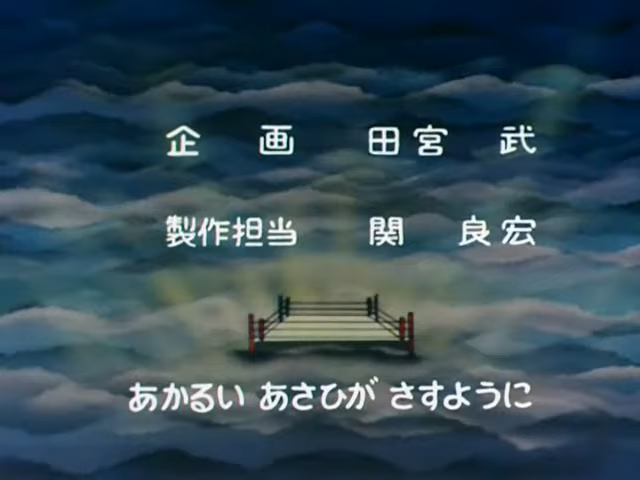 企 画 田宮 武
製作担当 関 良宏
あかるい あさひが さすように